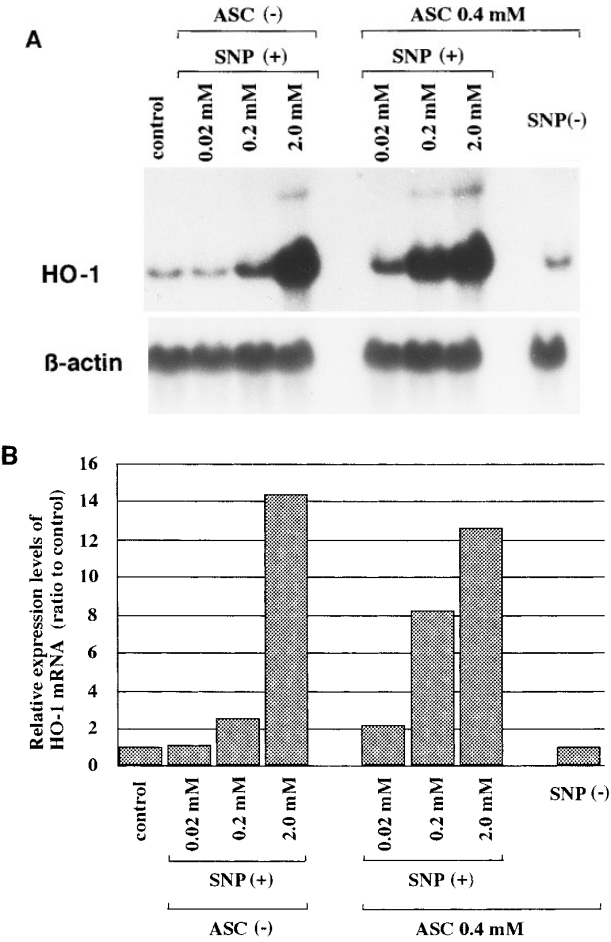 A
ASC (-) ASC 0.4 mM
SNP (+) SNP (+)
control 0.02 mM 0.2 mM 2.0 mM 0.02 mM 0.2 mM 2.0 mM SNP(-)
HO-1
ß-actin
B
Relative expression levels of
HO-1 mRNA (ratio to control)
16
14
12
10
8
6
4
2
0
control 0.02 mM 0.2 mM 2.0 mM 0.02 mM 0.2 mM 2.0 mM SNP (-)
SNP (+) SNP (+)
ASC (-) ASC 0.4 mM